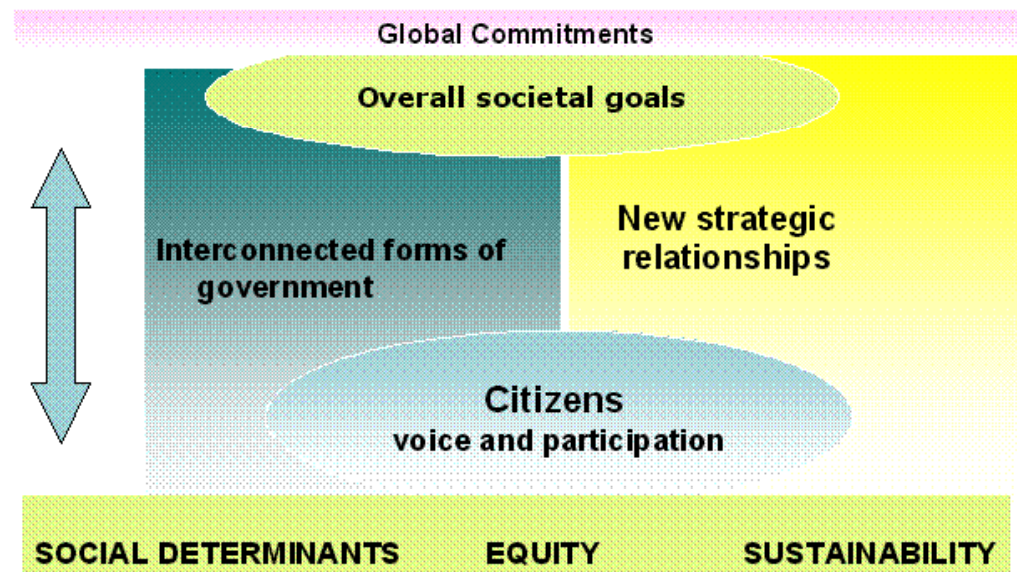 Global Commitments
Overall societal goals
Interconnected forms of
government
New strategic
relationships
Citizens
voice and participation
SOCIAL DETERMINANTS EQUITY SUSTAINABILITY